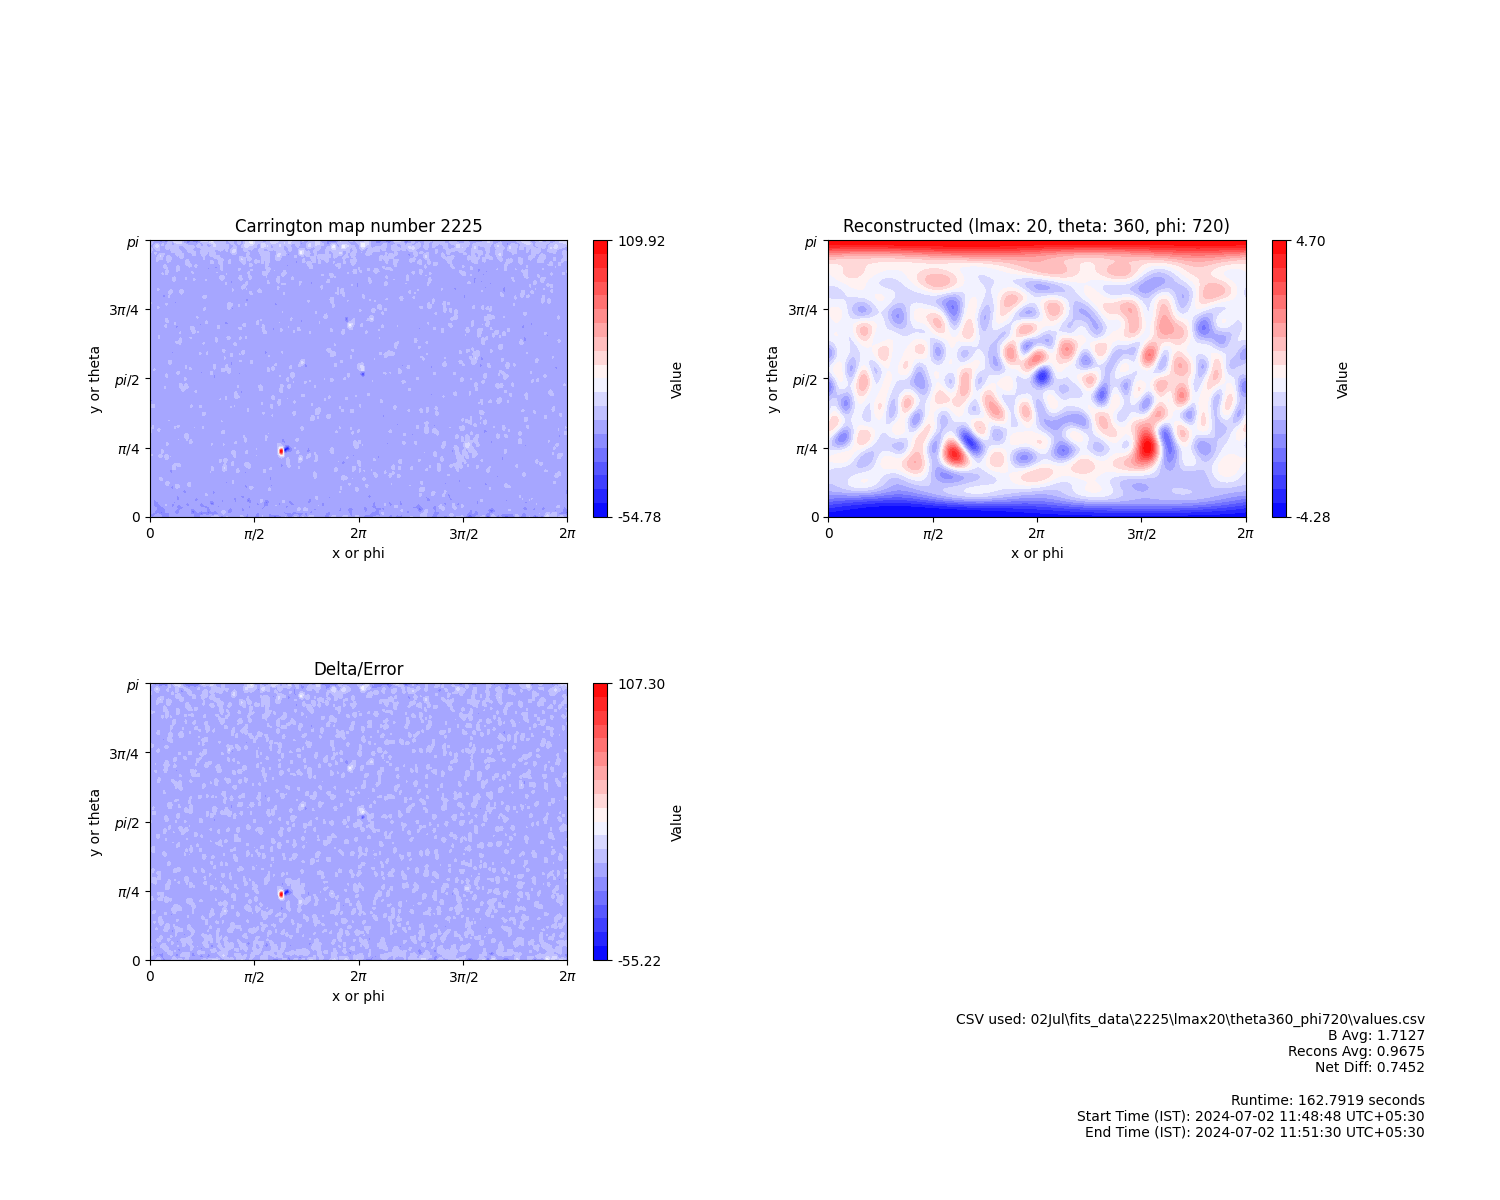 Carrington map number 2225
pi
3π/4
pi/2
π/4
0
0
π/2
2π
3π/2
2π
x or phi
y or theta
109.92
-54.78
Value
Reconstructed (lmax: 20, theta: 360, phi: 720)
pi
3π/4
pi/2
π/4
0
0
π/2
2π
3π/2
2π
x or phi
y or theta
4.70
-4.28
Value
Delta/Error
pi
3π/4
pi/2
π/4
0
0
π/2
2π
3π/2
2π
x or phi
y or theta
107.30
-55.22
Value
CSV used: 02Jul\fits_data\2225\lmax20\theta360_phi720\values.csv
B Avg: 1.7127
Recons Avg: 0.9675
Net Diff: 0.7452
Runtime: 162.7919 seconds
Start Time (IST): 2024-07-02 11:48:48 UTC+05:30
End Time (IST): 2024-07-02 11:51:30 UTC+05:30